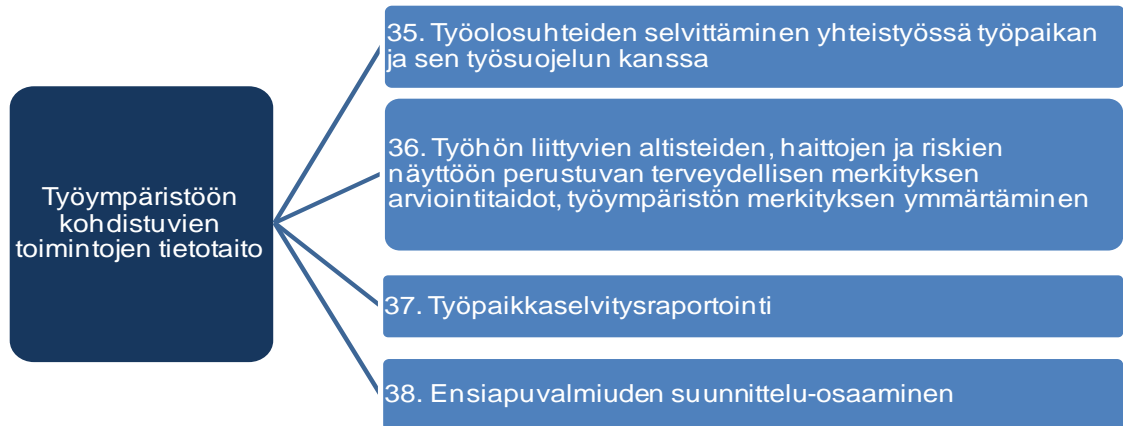 Työympäristöön
kohdistuvien
toimintojen tietotaito
35. Työolosuhteiden selvittäminen yhteistyössä työpaikan
ja sen työsuojelun kanssa
36. Työhön liittyvien altisteiden, haittojen ja riskien
näyttöön perustuvan terveydellisen merkityksen
arviointitaidot, työympäristön merkityksen ymmärtäminen
37. Työpaikkaselvitysraportointi
38. Ensiapuvalmiuden suunnittelu-osaaminen